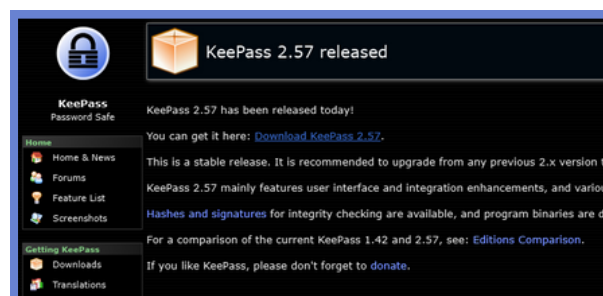 KeePass 2.57 released
KeePass
Password Safe
Home
Home & News
Forums
Feature List
Screenshots
Getting KeePass
Downloads
Translations
KeePass 2.57 has been released today!
You can get it here: Download KeePass 2.57.
This is a stable release. It is recommended to upgrade from any previous 2.x version
KeePass 2.57 mainly features user interface and integration enhancements, and
Hashes and signatures for integrity checking are available, and program binaries are
For a comparison of the current KeePass 1.42 and 2.57, see: Editions Comparison.
If you like KeePass, please don't forget to donate.